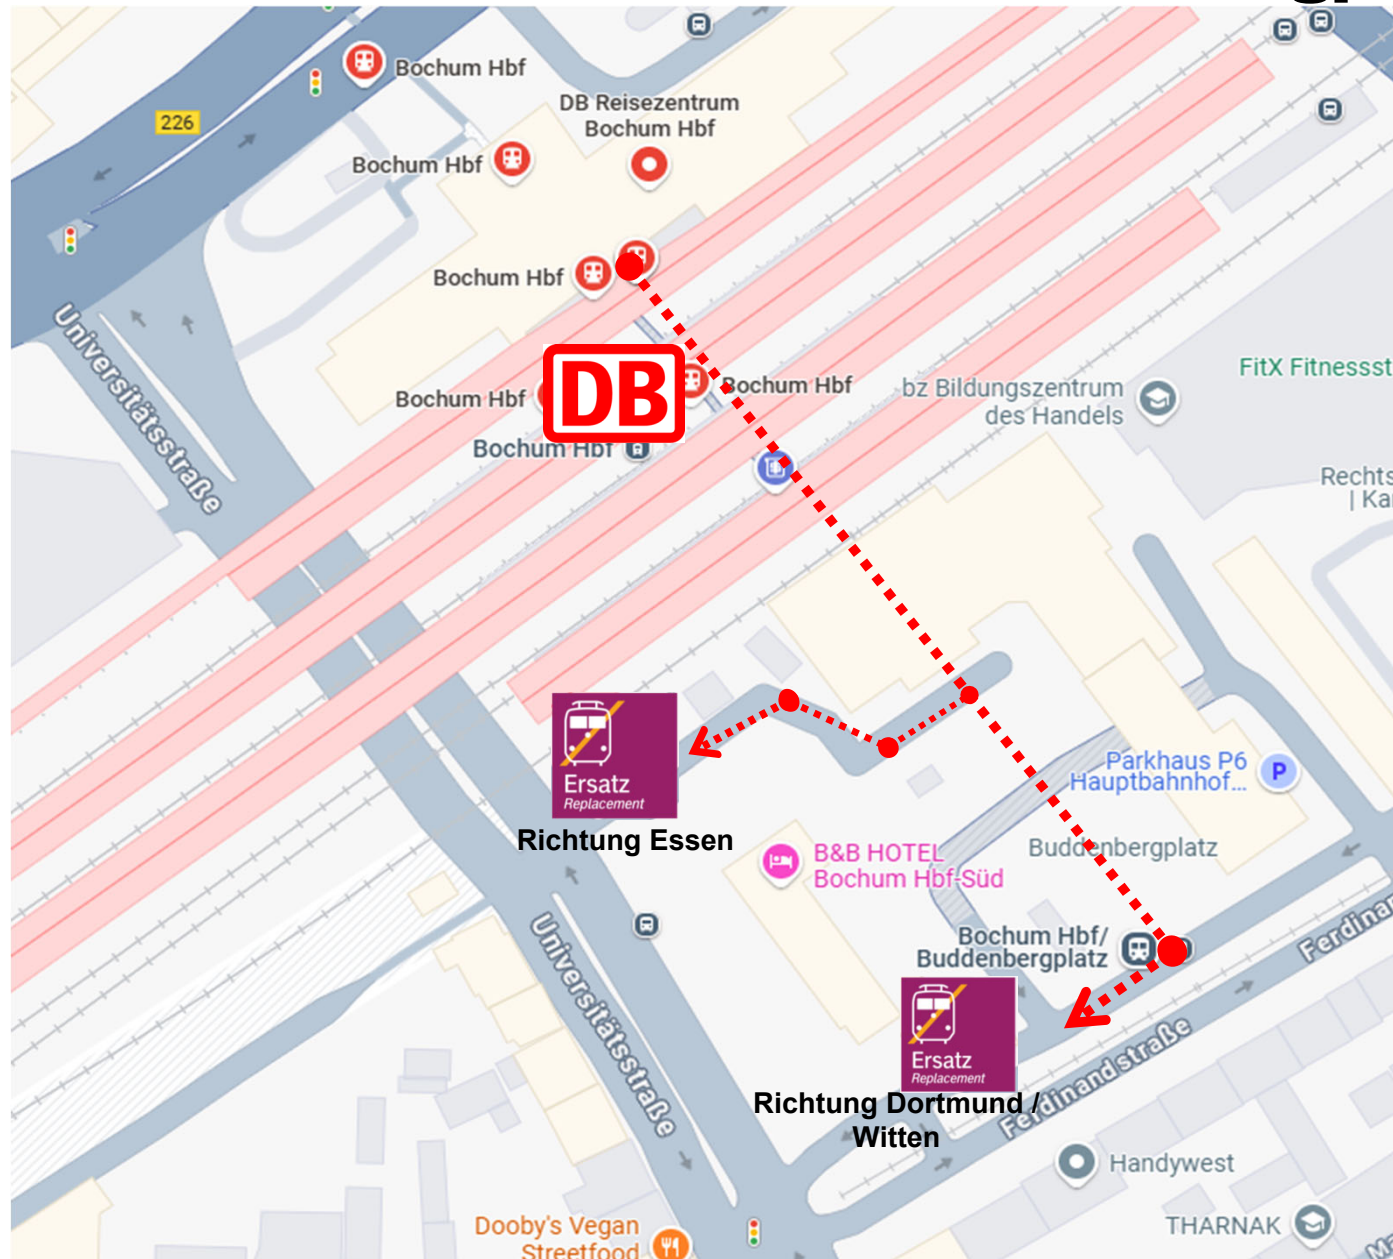 Bochum Hbf
226
DB Reisezentrum
Bochum Hbf
Bochum Hbf
Bochum Hbf
Universitätsstraße
DB
Bochum Hbf
Bochum Hbf
Bochum Hbf
bz Bildungszentrum
des Handels
FitX Fitnessst
Rechts
| Kar
Ersatz
Replacement
Richtung Essen
Parkhaus P6
Hauptbahnhof...
P
Buddenbergplatz
B&B HOTEL
Bochum Hbf-Süd
Bochum Hbf/
Buddenbergplatz
Ferdinan
Universitätsstraße
Ersatz
Replacement
Richtung Dortmund /
Witten
Ferdinandstraße
Handywest
THARNAK
Dooby's Vegan
Streetfood